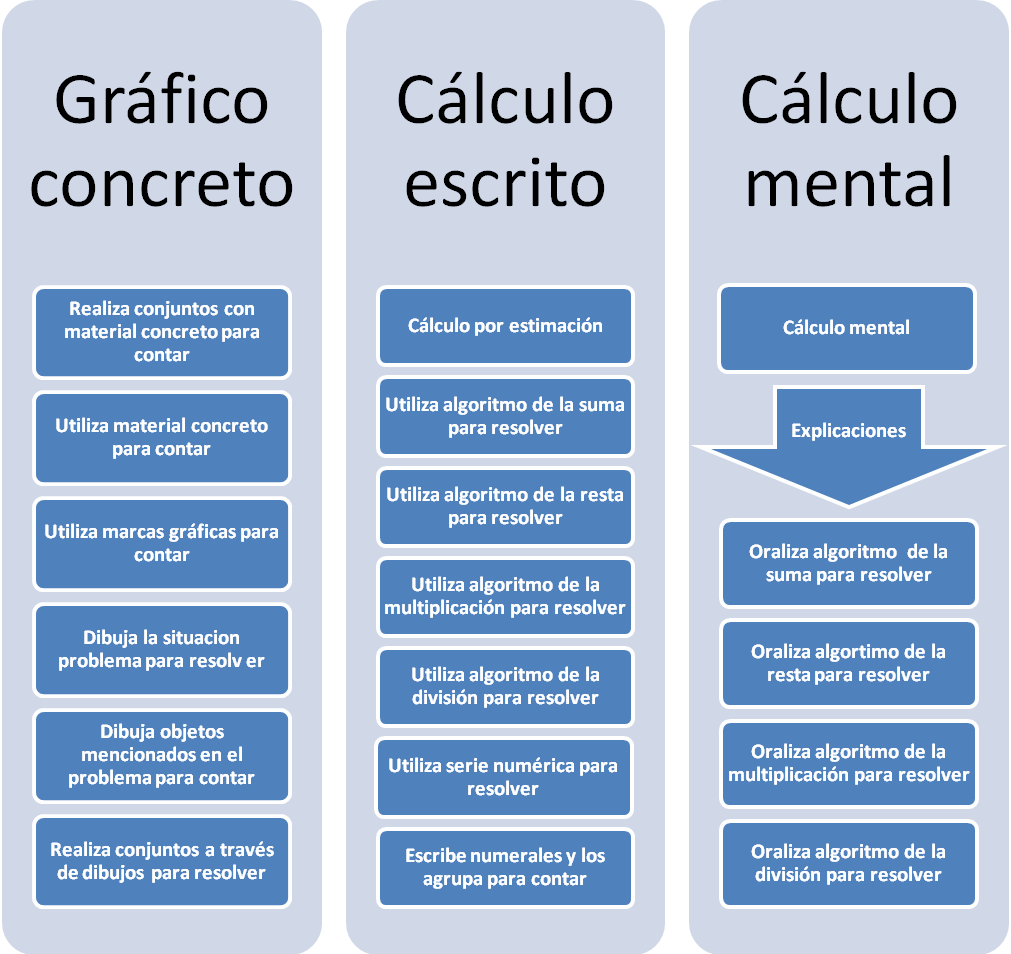 Gráfico
concreto
Realiza conjuntos con
material concreto para
contar
Utiliza material concreto
para contar
Utiliza marcas gráficas para
contar
Dibuja la situacion
problema para resolv er
Dibuja objetos
mencionados en el
problema para contar
Realiza conjuntos a través
de dibujos para resolver
Cálculo
escrito
Cálculo por estimación
Utiliza algoritmo de la suma
para resolver
Utiliza algoritmo de la resta
para resolver
Utiliza algoritmo de la
multiplicación para resolver
Utiliza algoritmo de la
división para resolver
Utiliza serie numérica para
resolver
Escribe numerales y los
agrupa para contar
Cálculo
mental
Cálculo mental
Explicaciones
Oraliza algoritmo de la
suma para resolver
Oraliza algortimo de la
resta para resolver
Oraliza algoritmo de la
multiplicación para resolver
Oraliza algoritmo de la
división para resolver